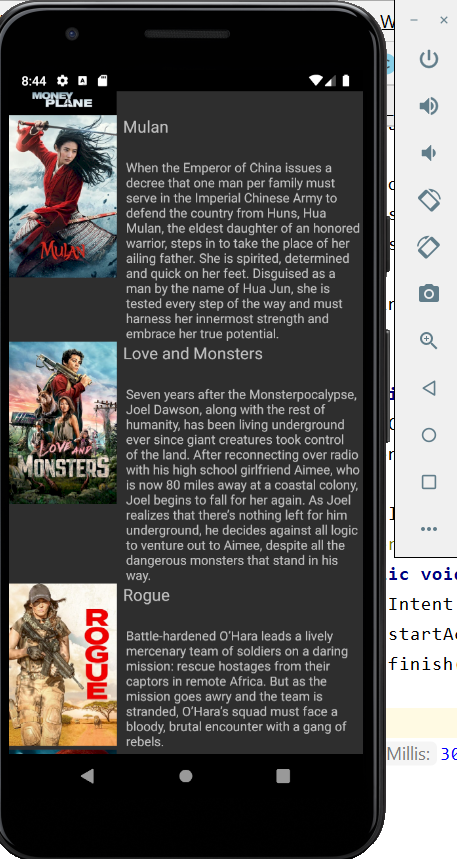 W
8:44
MONEY
PLANE
Mulan
When the Emperor of China issues a
decree that one man per family must
serve in the Imperial Chinese Army to
defend the country from Huns, Hua
Mulan, the eldest daughter of an honored
warrior, steps in to take the place of her
ailing father. She is spirited, determined
and quick on her feet. Disguised as a
man by the name of Hua Jun, she is
tested every step of the way and must
harness her innermost strength and
embrace her true potential.
MULAN
Love and Monsters
Seven years after the Monsterpocalypse,
Joel Dawson, along with the rest of
humanity, has been living underground
ever since giant creatures took control
of the land. After reconnecting over radio
with his high school girlfriend Aimee, who
is now 80 miles away at a coastal colony,
Joel begins to fall for her again. As Joel
realizes that there’s nothing left for him
underground, he decides against all logic
to venture out to Aimee, despite all the
dangerous monsters that stand in his
way.
LOVE AND
MONSTERS
Rogue
Battle-hardened O’Hara leads a lively
mercenary team of soldiers on a daring
mission: rescue hostages from their
captors in remote Africa. But as the
mission goes awry and the team is
stranded, O’Hara’s squad must face a
bloody, brutal encounter with a gang of
rebels.
ROGUE
ic voi
Intent
startA
finish
Millis: 30